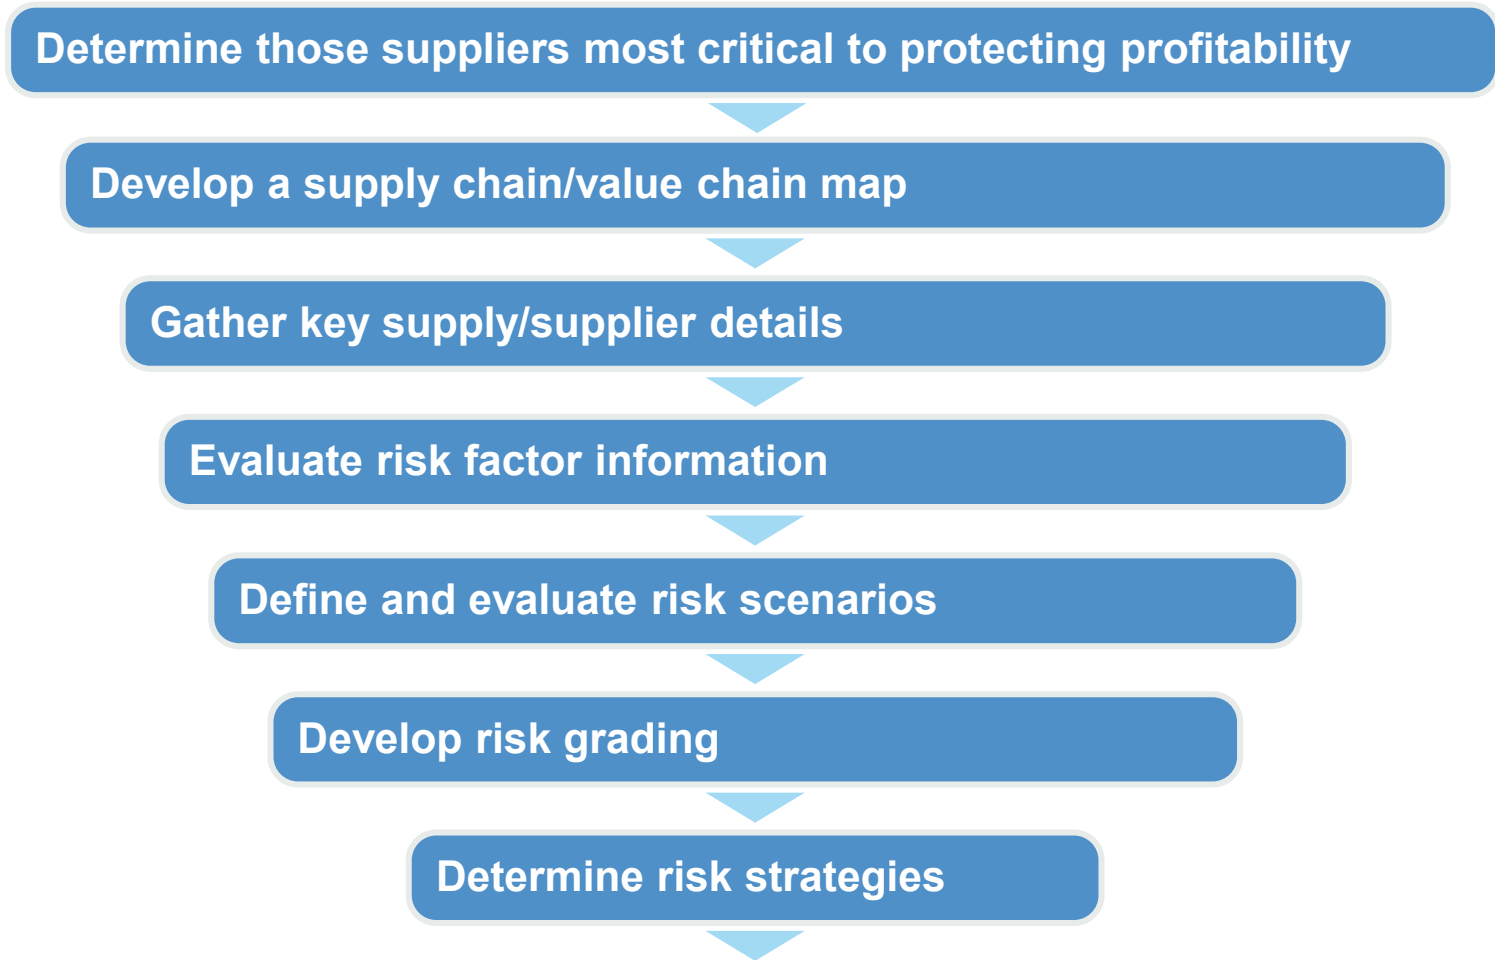 Determine those suppliers most critical to protecting profitability
Develop a supply chain/value chain map
Gather key supply/supplier details
Evaluate risk factor information
Define and evaluate risk scenarios
Develop risk grading
Determine risk strategies